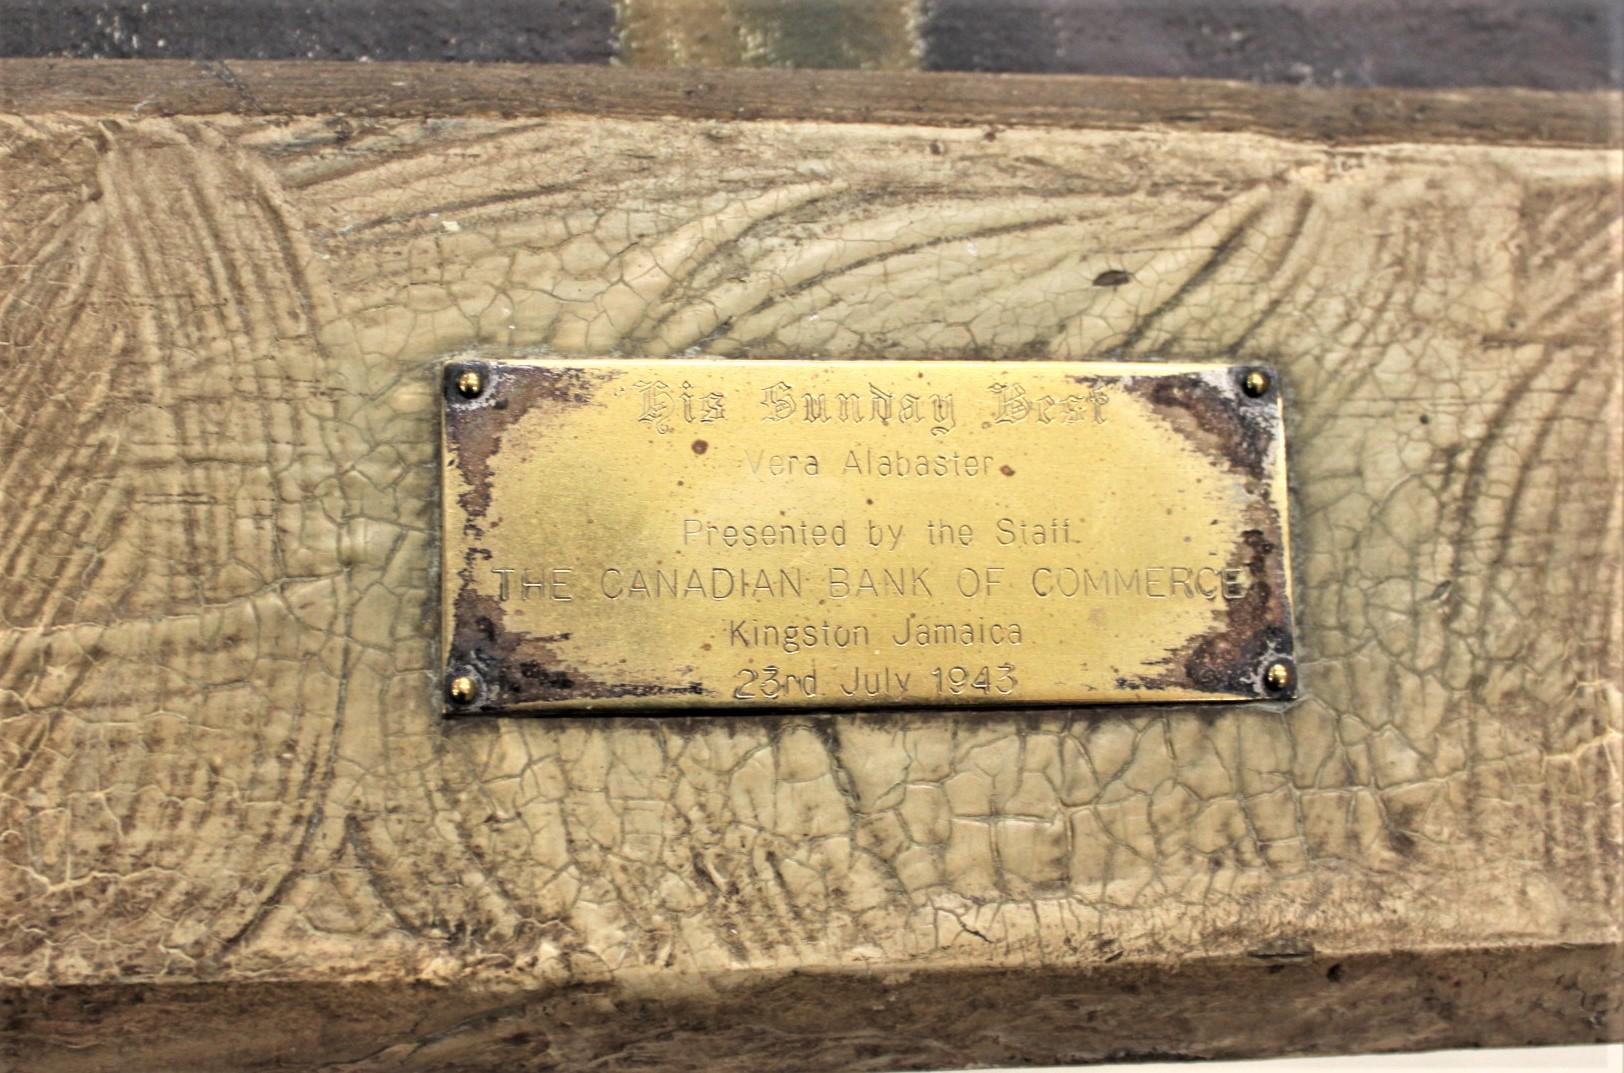 His Sunday Best
Vera Alabaster
Presented by the Staff
THE CANADIAN BANK OF COMMERCE
Kingston Jamaica
23rd July 1943